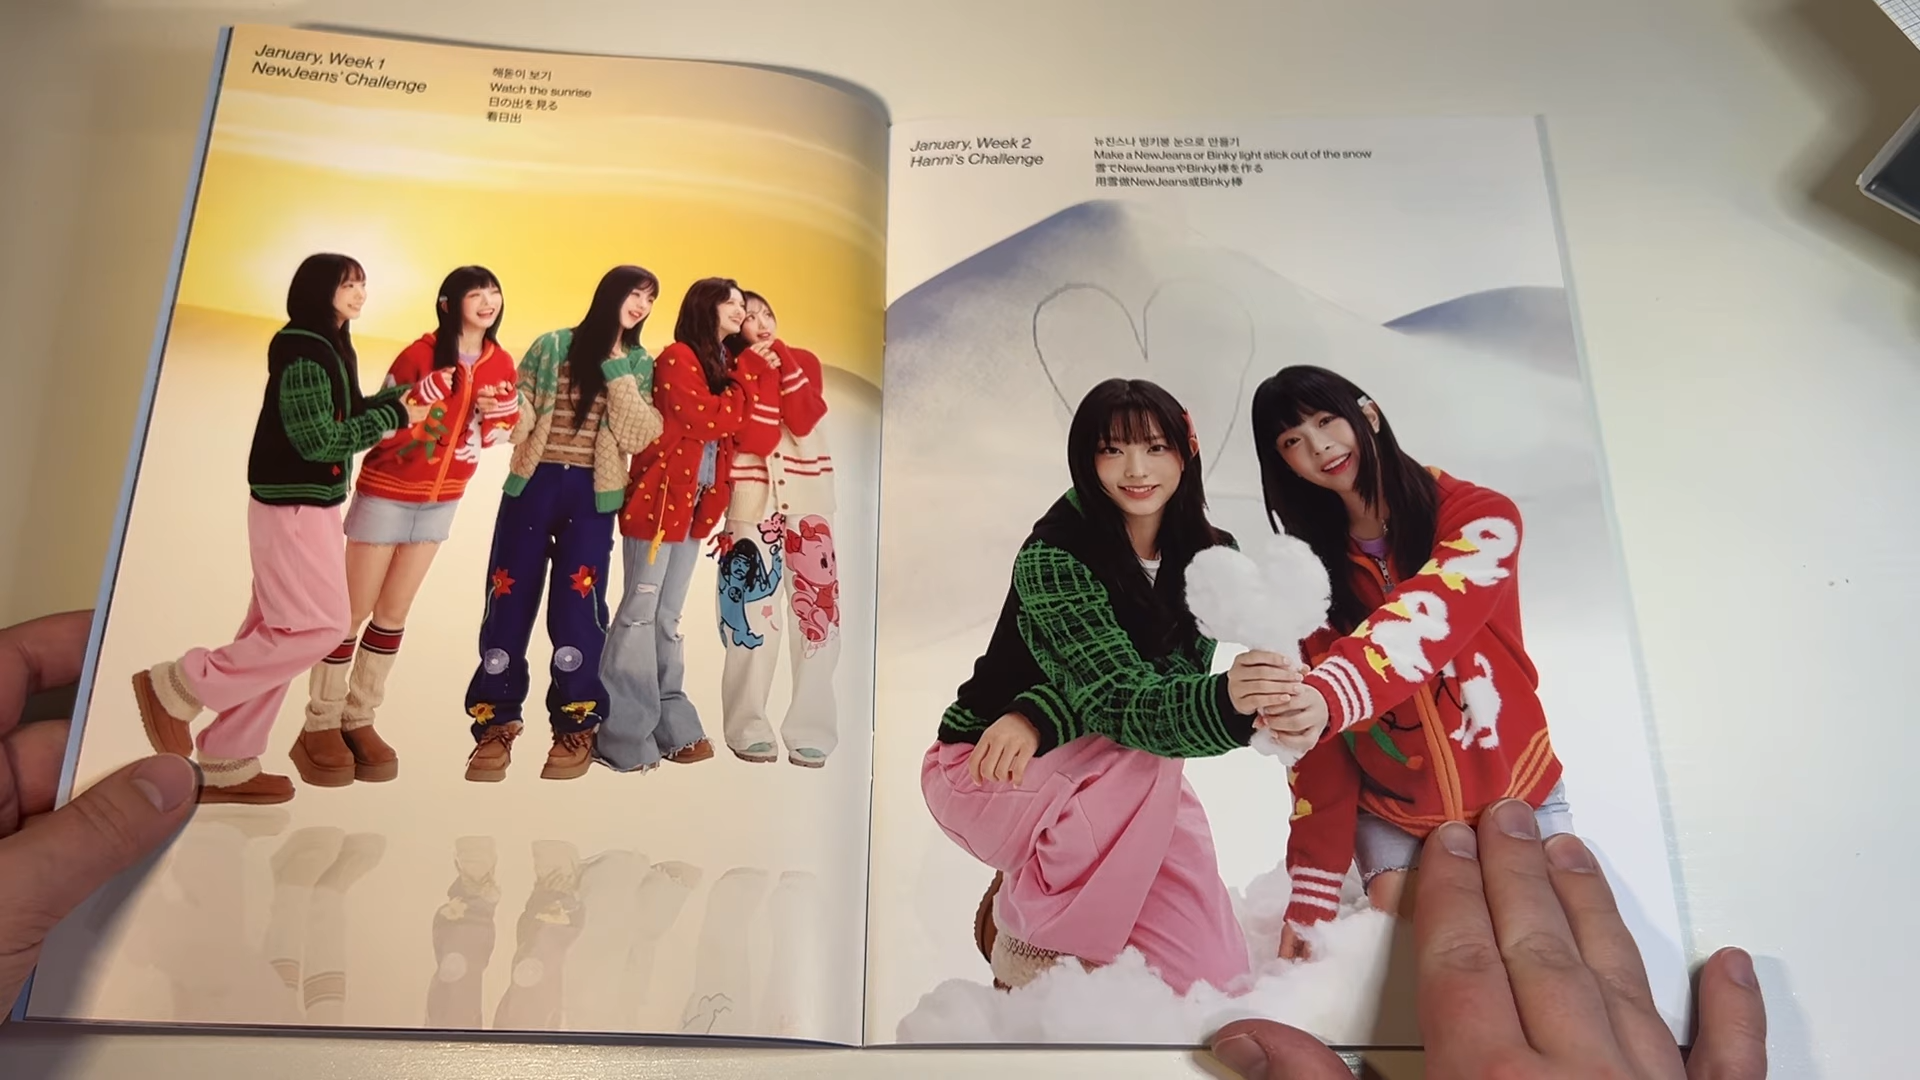 January, Week 1
NewJeans' Challenge
해돋이 보기
Watch the sunrise
日の出を見る
看日出
January, Week 2
Hanni's Challenge
뉴진스나 빙키봉 눈으로 만들기
Make a NewJeans or Binky light stick out of the snow
雪でNewJeansやBinky棒を作る
用雪做NewJeans或Binky棒